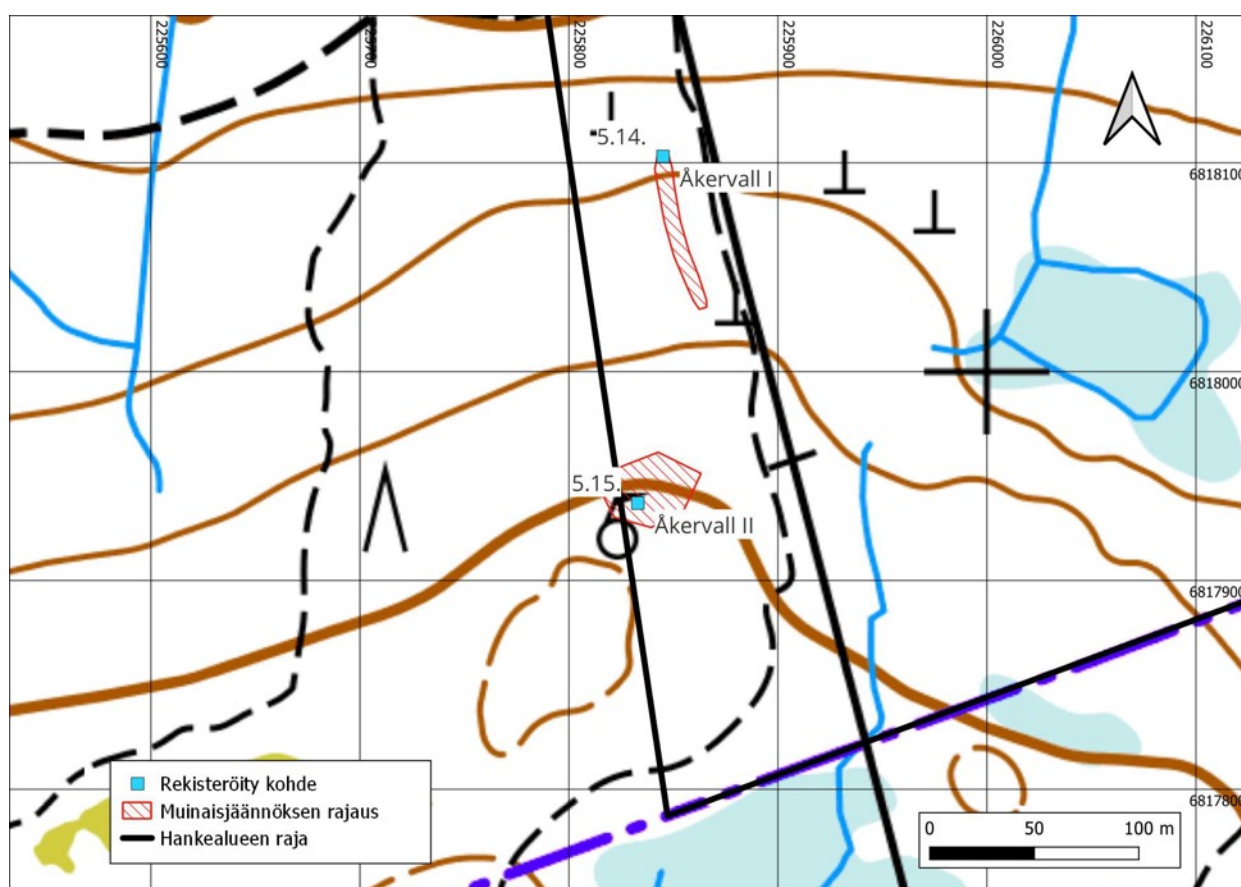 225600
225700
225800
225900
226000
226100
5.14.
Åkervall I
6818100
6818000
5.15.
Åkervall II
6817900
6817800
Rekisteröity kohde
Muinaisjäännöksen rajaus
Hankealueen raja
0 50 100 m